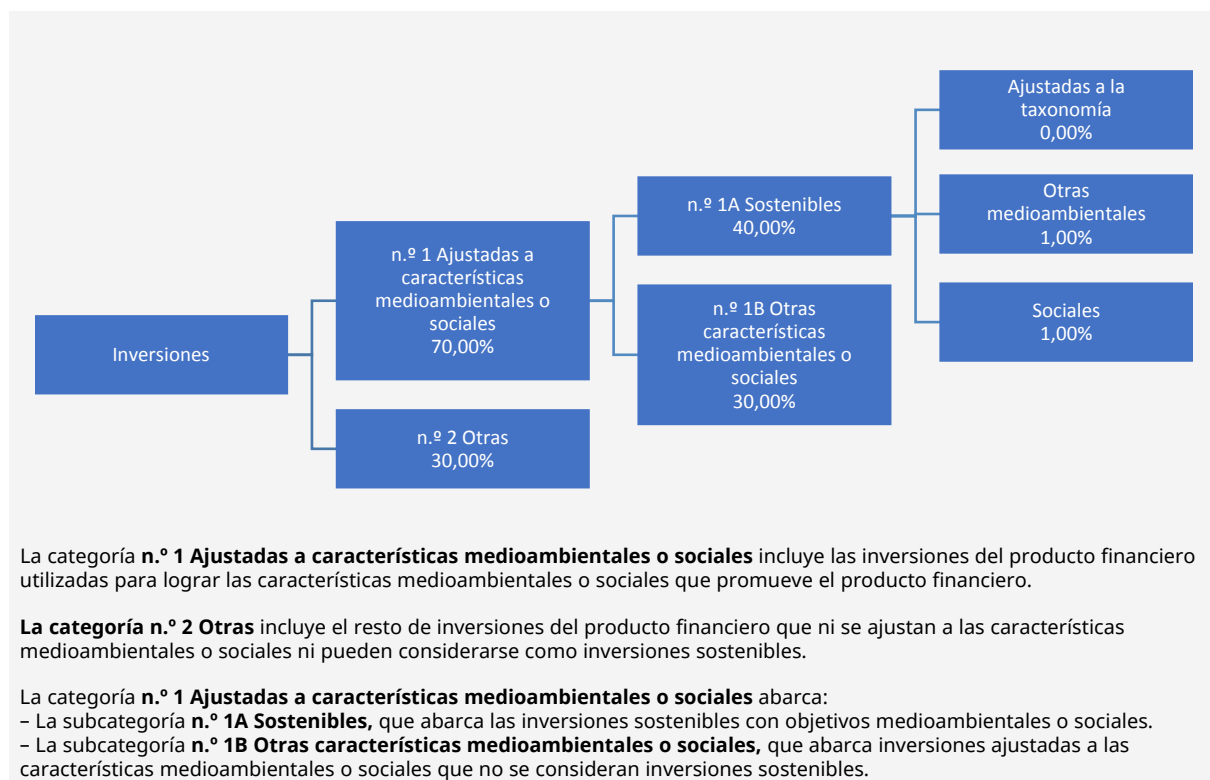 Inversiones
n.º 1 Ajustadas a
características
medioambientales o
sociales
70,00%
n.º 2 Otras
30,00%
n.º 1A Sostenibles
40,00%
n.º 1B Otras
características
medioambientales o
sociales
30,00%
Ajustadas a la
taxonomía
0,00%
Otras
medioambientales
1,00%
Sociales
1,00%
La categoría n.º 1 Ajustadas a características medioambientales o sociales incluye las inversiones del producto financiero
utilizadas para lograr las características medioambientales o sociales que promueve el producto financiero.
La categoría n.º 2 Otras incluye el resto de inversiones del producto financiero que ni se ajustan a las características
medioambientales o sociales ni pueden considerarse como inversiones sostenibles.
La categoría n.º 1 Ajustadas a características medioambientales o sociales abarca:
– La subcategoría n.º 1A Sostenibles, que abarca las inversiones sostenibles con objetivos medioambientales o sociales.
– La subcategoría n.º 1B Otras características medioambientales o sociales, que abarca inversiones ajustadas a las
características medioambientales o sociales que no se consideran inversiones sostenibles.